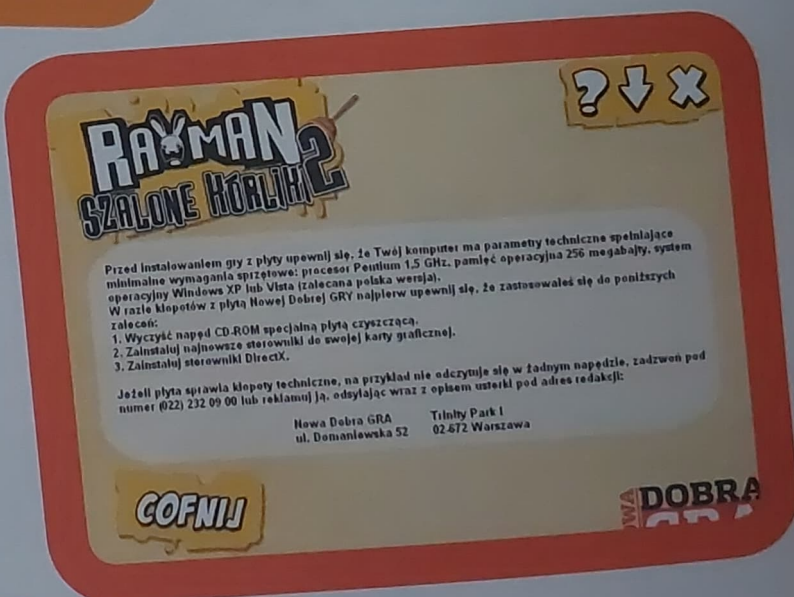 RAYMAN
SZALONE KÓRLIKI 2
? X
Przed instalowaniem gry z płyty upewnij się, że Twój komputer ma parametry techniczne spełniające
minimalne wymagania sprzętowe: procesor Pentium 1,5 GHz, pamięć operacyjna 256 megabajty, system
operacyjny Windows XP lub Vista (zalecana polska wersja).
W razie kłopotów z płytą Nowej Dobrej GRY najpierw upewnij się, że zastosowałeś się do poniższych
zaleceń:
1. Wyczyść napęd CD-ROM specjalną płytą czyszczącą.
2. Zainstaluj najnowsze sterowniki do swojej karty graficznej.
3. Zainstaluj sterowniki DirectX.
Jeżeli płyta sprawia kłopoty techniczne, na przykład nie odczytuje się w żadnym napędzie, zadzwoń pod
numer (022) 232 09 00 lub reklamuj ją, odsyłając wraz z opisem usterki pod adres redakcji:
Nowa Dobra GRA Trinity Park I
ul. Domaniewska 52 02-672 Warszawa
COFNIJ
WA DOBRA
GRA